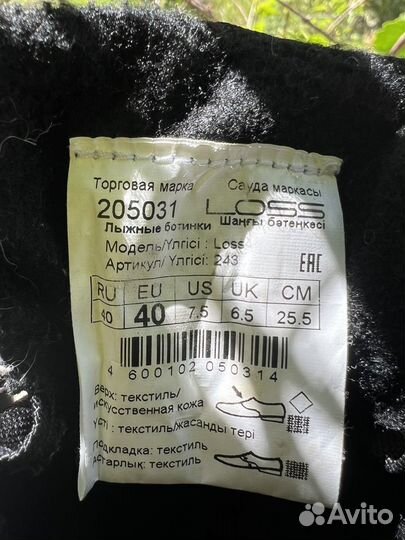 Торговая марка Сауда маркасы
205031 LOSS
Лыжные ботинки Шаңғы бәтеңкесі
Модель/Үлгісі : Loss
Артикул/ Үлгісі: 243 EAC
RU EU US UK CM
40 40 7.5 6.5 25.5
4 600102 050314
Верх: текстиль/
искусственная кожа
Үсті : текстиль/жасанды тері
Подкладка: текстиль
Астарлық: текстиль
Avito